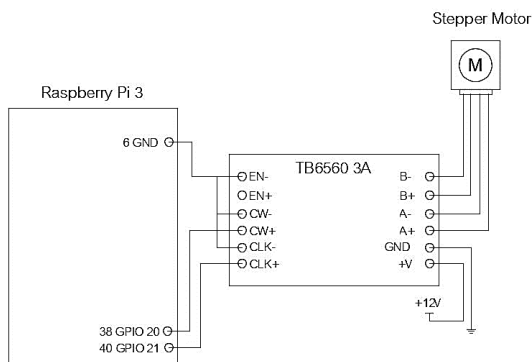 Stepper Motor
M
Raspberry Pi 3
6 GND
TB6560 3A
EN-
EN+
CW-
CW+
CLK-
CLK+
B-
B+
A-
A+
GND
+V
+12V
38 GPIO 20
40 GPIO 21